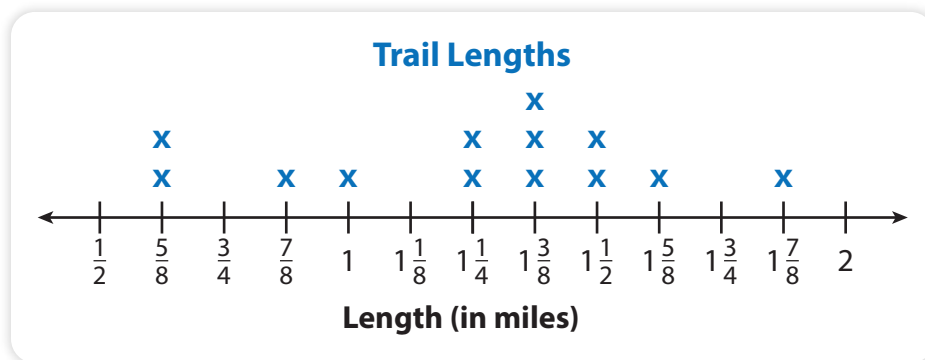 Trail Lengths
x
x x x x
x x x x x x x x
1/2 5/8 3/4 7/8 1 1 1/8 1 1/4 1 3/8 1 1/2 1 5/8 1 3/4 1 7/8 2
Length (in miles)